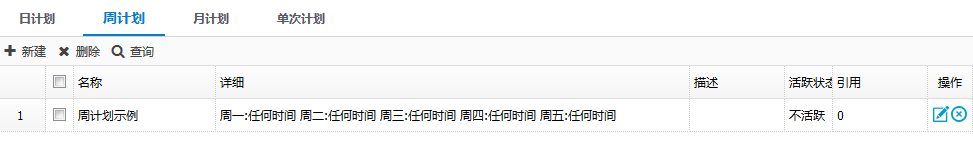 日计划 周计划 月计划 单次计划
新建 删除 查询
名称 详细 描述 活跃状态 引用 操作
1 周计划示例 周一:任何时间 周二:任何时间 周三:任何时间 周四:任何时间 周五:任何时间 不活跃 0